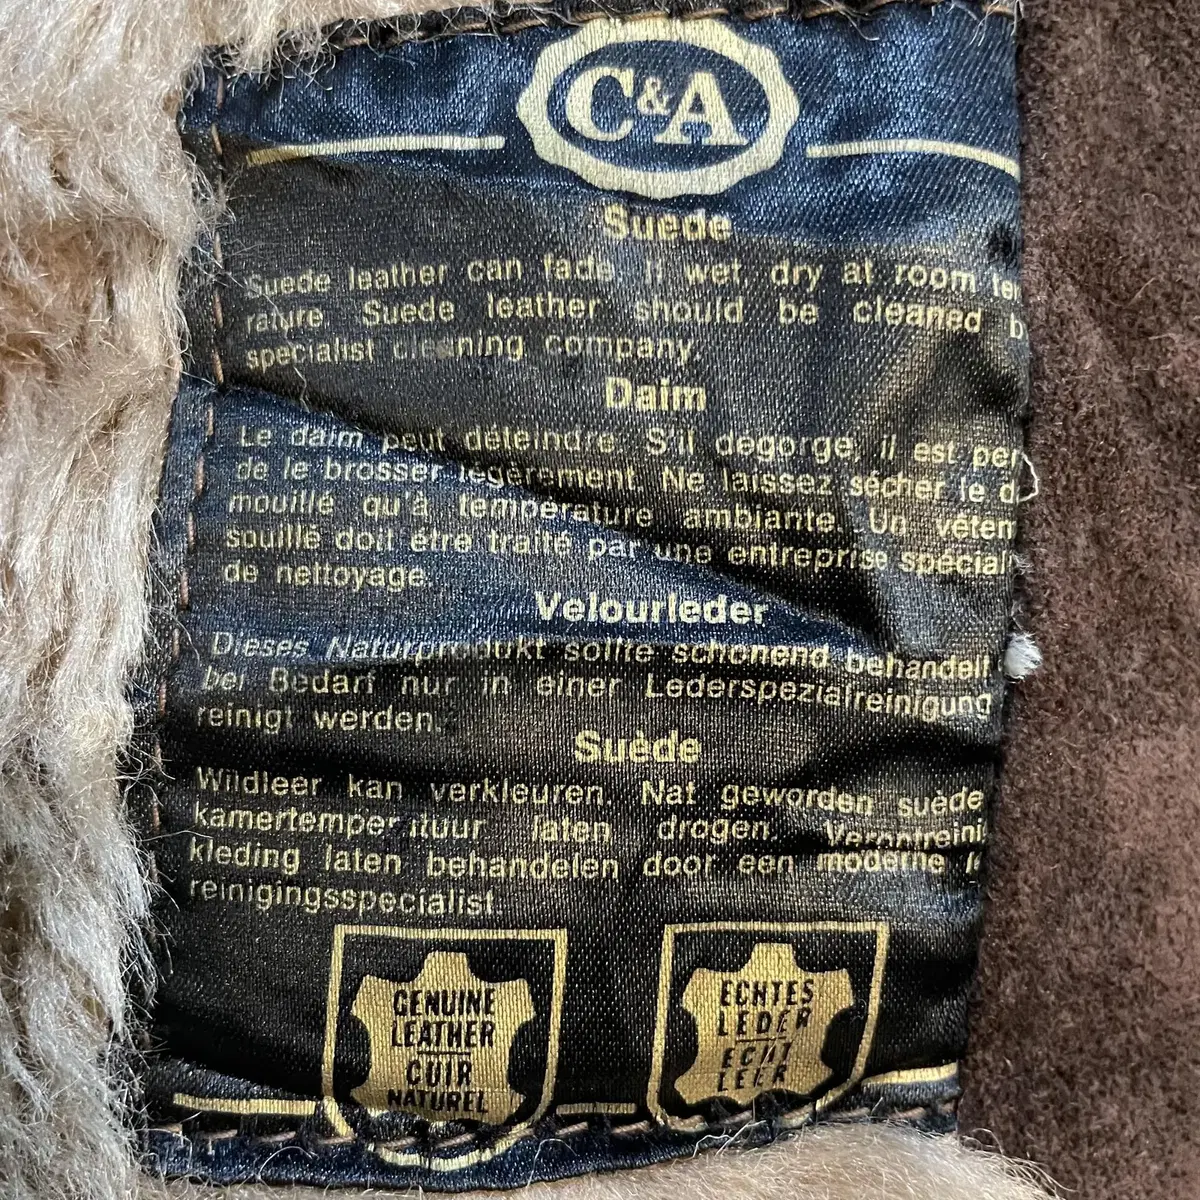 C&A
Suede
Suede leather can fade. If wet, dry at room
rature. Suede leather should be cleaned
specialist cleaning company.
Daim
Le daim peut déteindre. S'il degorge, il est
de le brosser légèrement. Ne laissez sécher le
mouillé qu'à température ambiante. Un
souillé doit être traité par une entreprise
de nettoyage.
Velourleder
Dieses Naturprodukt sollte schonend behandelt
bei Bedarf nur in einer Lederspezialreinigung
reinigt werden.
Suède
Wildleer kan verkleuren. Nat geworden suède
kamertemperatuur laten drogen.
kleding laten behandelen door een moderne
reinigingsspecialist.
GENUINE
LEATHER
CUIR
NATUREL
ECHTES
LEDER
ECHT
LEER